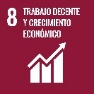 8 TRABAJO DECENTE
Y CRECIMIENTO
ECONÓMICO